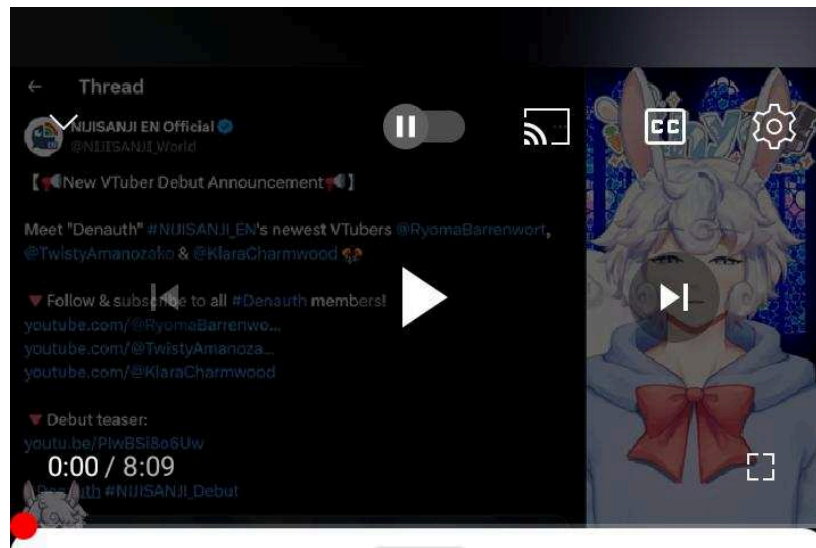 Thread
NIJISANJI EN Official
@NIJISANJI_World
【New VTuber Debut Announcement】
Meet "Denauth" #NIJISANJI_EN's newest VTubers @RyomaBarrenwort,
@TwistyAmanozako & @KlaraCharmwood
Follow & subscribe to all #Denauth members!
youtube.com/@RyomaBarrenwo...
youtube.com/@TwistyAmanoza...
youtube.com/@KlaraCharmwood
Debut teaser:
youtu.be/PIwBSi8o6Uw
0:00 / 8:09
#NIJISANJI_Debut
CC